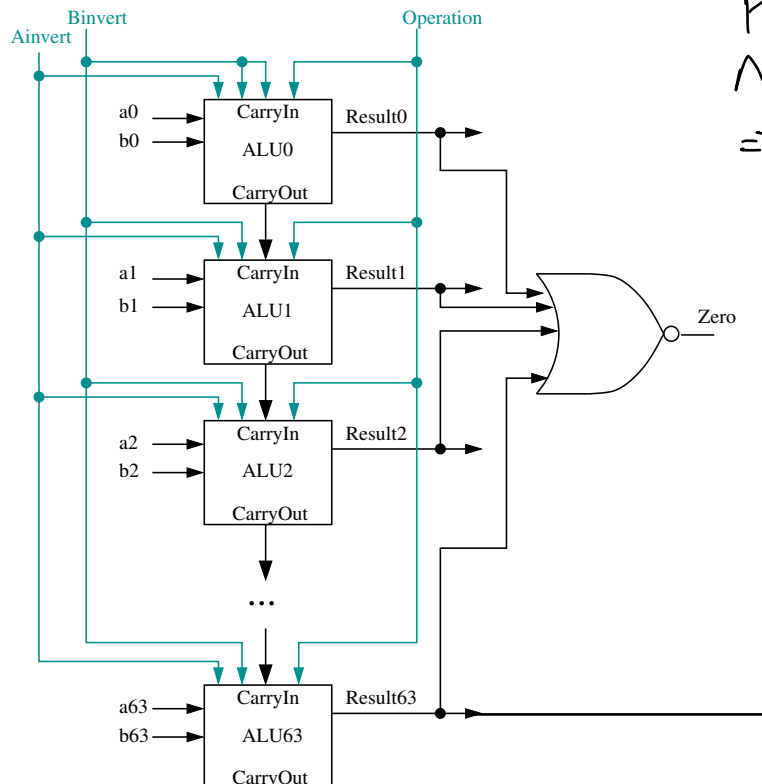 Binvert
Operation
Ainvert
a0
b0
CarryIn
ALU0
CarryOut
Result0
a1
b1
CarryIn
ALU1
CarryOut
Result1
Zero
a2
b2
CarryIn
ALU2
CarryOut
Result2
...
a63
b63
CarryIn
ALU63
CarryOut
Result63